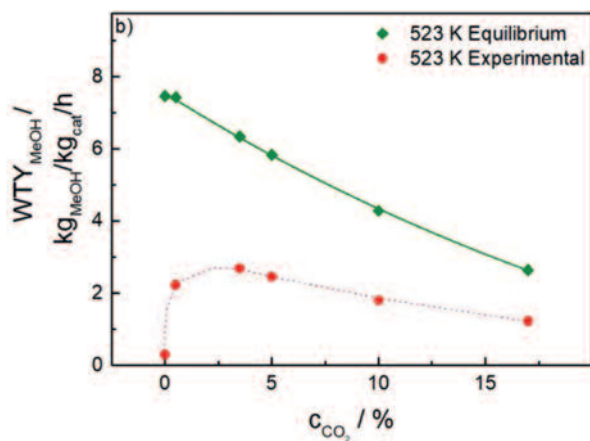 b)
523 K Equilibrium
523 K Experimental
WTY_MeOH /
kg_MeOH/kg_cat/h
8
6
4
2
0
0 5 10 15
c_CO₂ / %